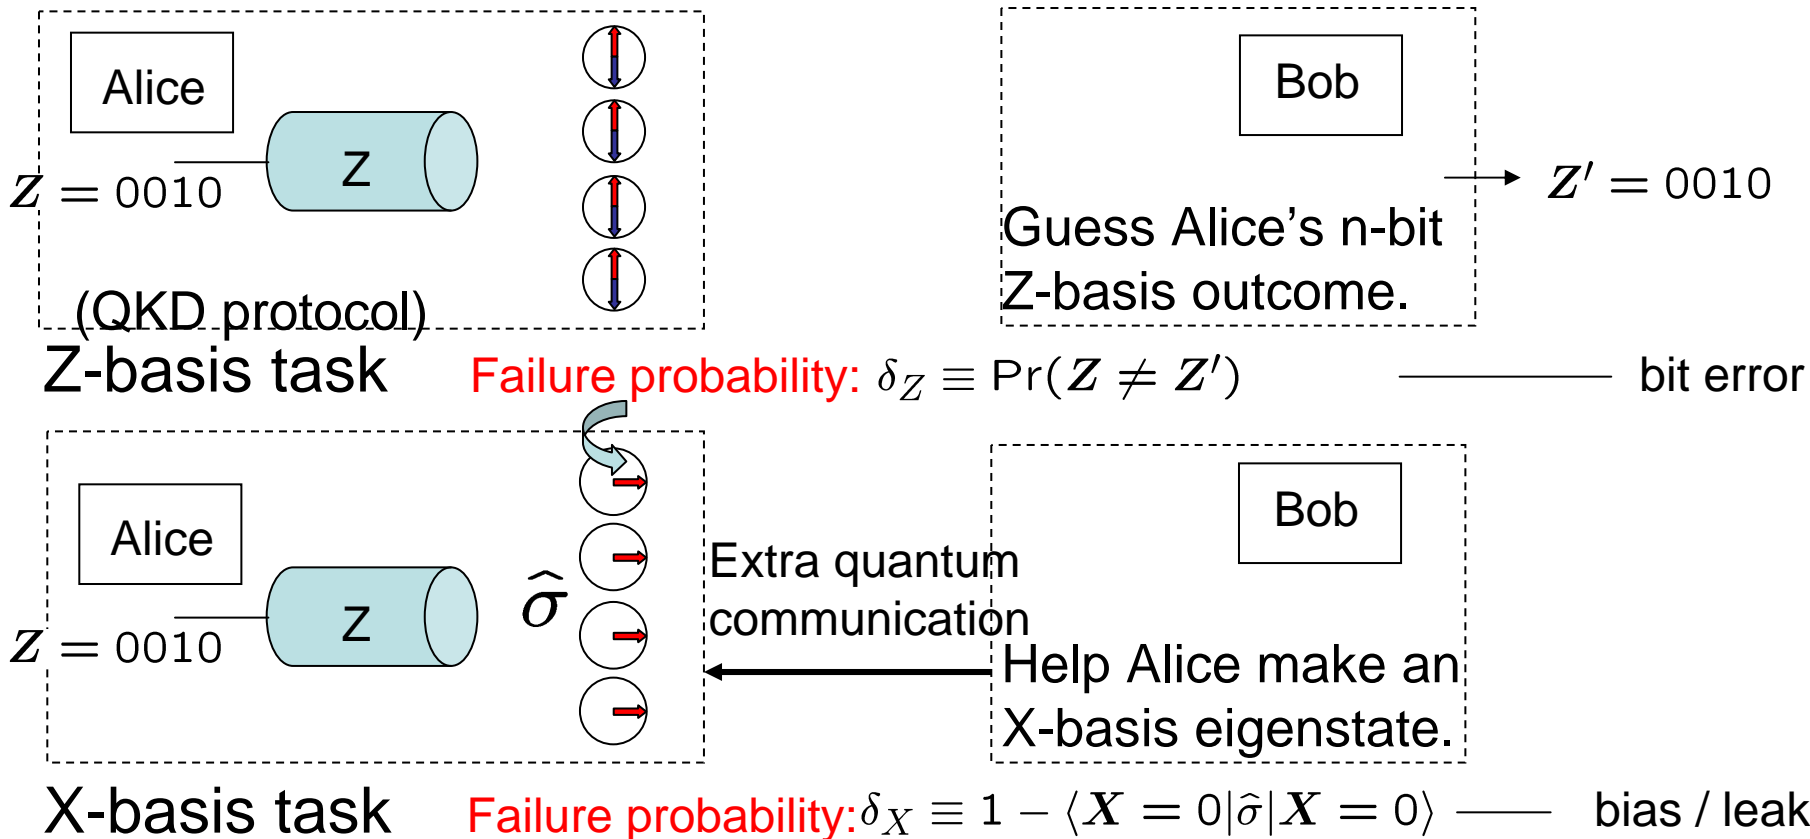 Alice
Bob
Z
Z = 0010
Z′ = 0010
Guess Alice's n-bit
Z-basis outcome.
(QKD protocol)
Z-basis task
Failure probability: δ_Z ≡ Pr(Z ≠ Z′)
bit error
Alice
Bob
Z
σ̂
Z = 0010
Extra quantum
communication
Help Alice make an
X-basis eigenstate.
X-basis task
Failure probability: δ_X ≡ 1 − ⟨X = 0|σ̂|X = 0⟩
bias / leak